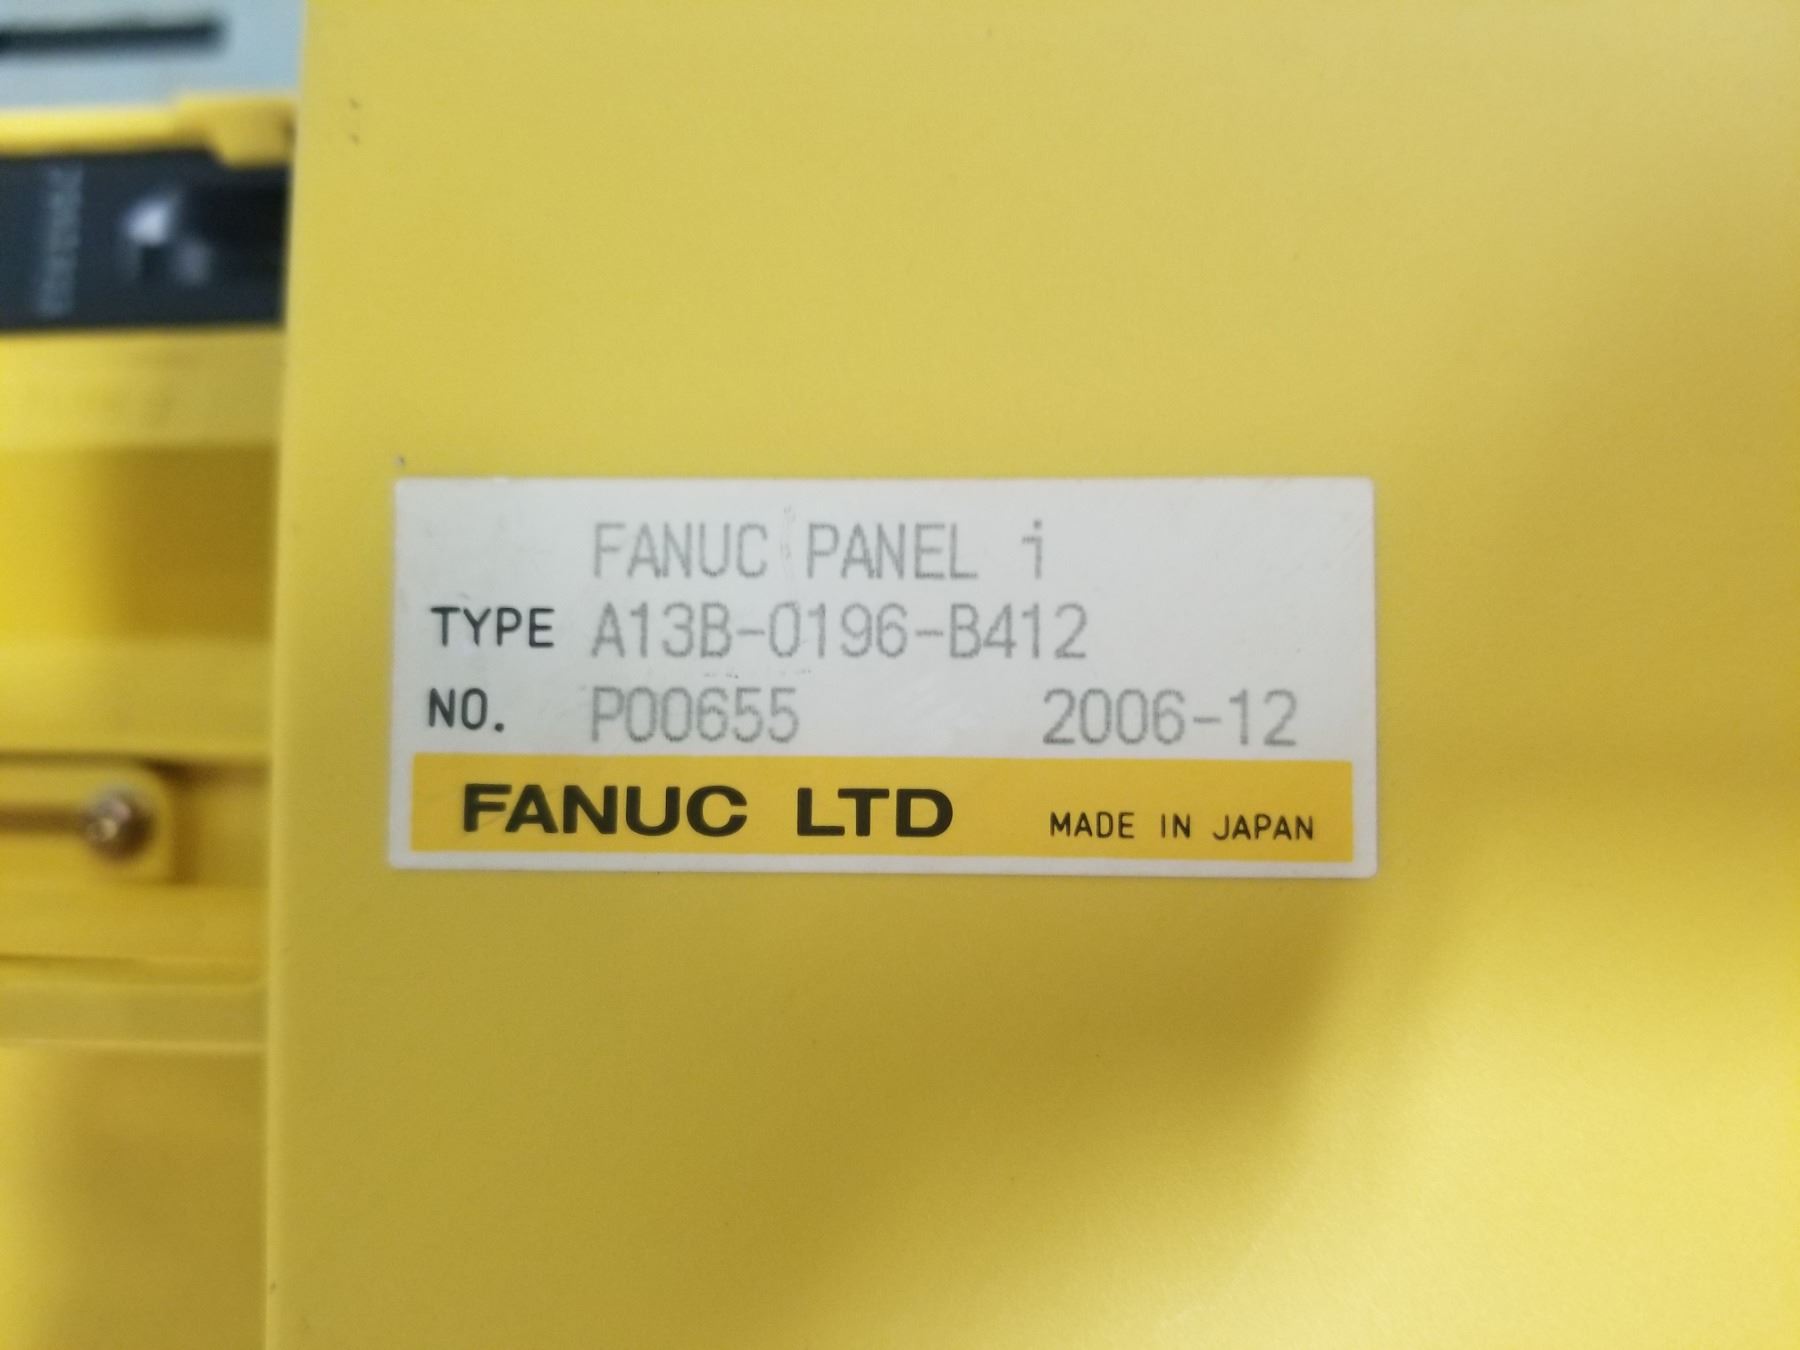 FANUC PANEL i
TYPE A13B-0196-B412
NO. P00655 2006-12
FANUC LTD MADE IN JAPAN